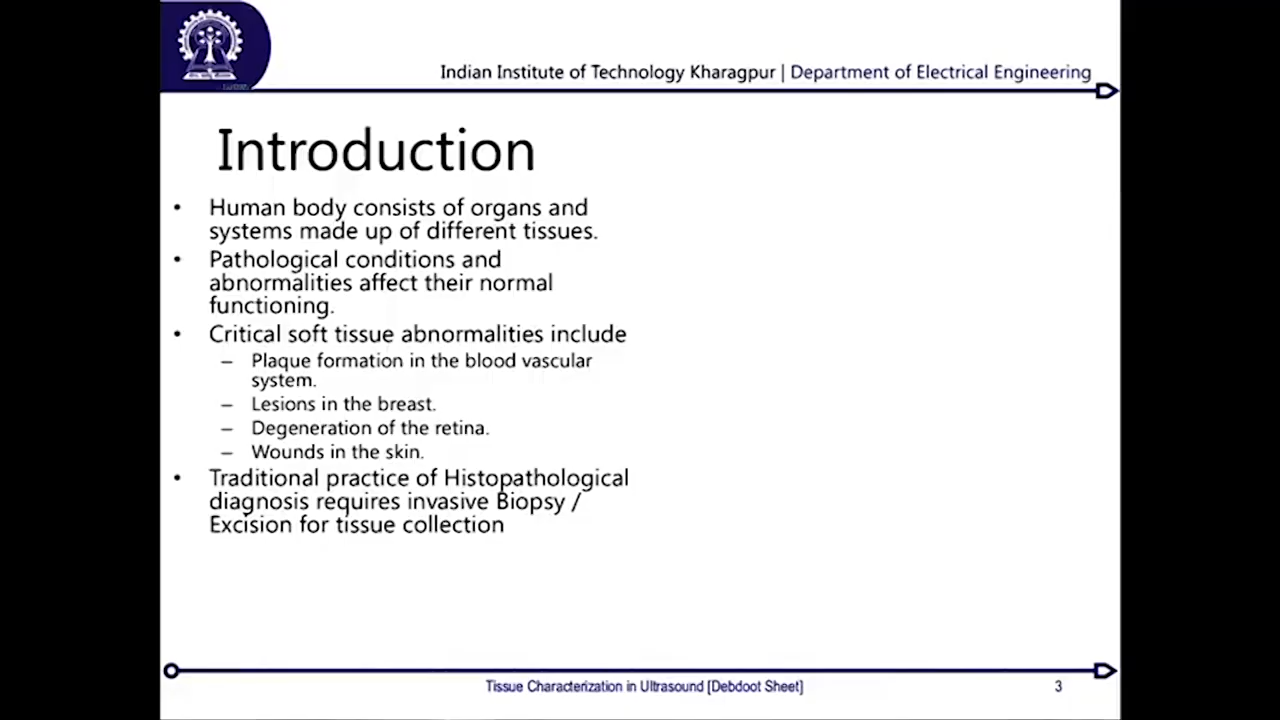 Indian Institute of Technology Kharagpur | Department of Electrical Engineering
Introduction
• Human body consists of organs and
systems made up of different tissues.
• Pathological conditions and
abnormalities affect their normal
functioning.
• Critical soft tissue abnormalities include
– Plaque formation in the blood vascular
system.
– Lesions in the breast.
– Degeneration of the retina.
– Wounds in the skin.
• Traditional practice of Histopathological
diagnosis requires invasive Biopsy /
Excision for tissue collection
Tissue Characterization in Ultrasound [Debdoot Sheet]
3